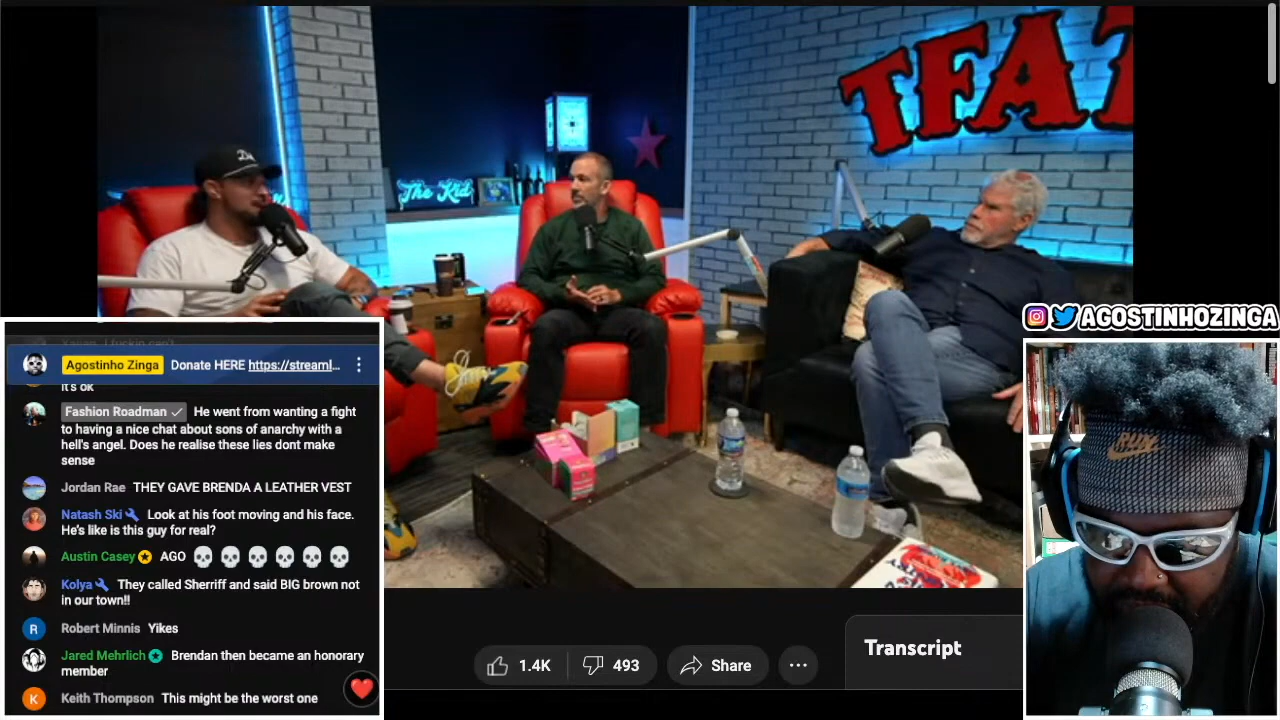 TFAT
The Kid
AGOSTINHOZINGA
Agostinho Zinga Donate HERE https://streaml...
it's ok
Fashion Roadman He went from wanting a fight
to having a nice chat about sons of anarchy with a
hell's angel. Does he realise these lies dont make
sense
Jordan Rae THEY GAVE BRENDA A LEATHER VEST
Natash Ski Look at his foot moving and his face.
He's like is this guy for real?
Austin Casey AGO 💀 💀 💀 💀 💀 💀
Kolya They called Sheriff and said BIG brown not
in our town!!
R
Robert Minnis Yikes
Jared Mehrlich Brendan then became an honorary
member
K
Keith Thompson This might be the worst one
1.4K
493
Share
Transcript